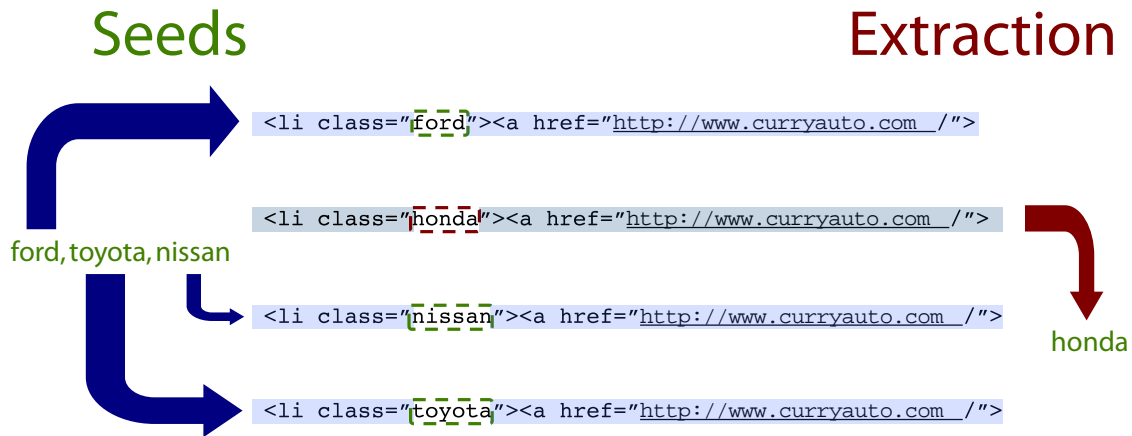 Seeds
Extraction
<li class="ford"><a href="http://www.curryauto.com /">
<li class="honda"><a href="http://www.curryauto.com /">
ford, toyota, nissan
<li class="nissan"><a href="http://www.curryauto.com /">
honda
<li class="toyota"><a href="http://www.curryauto.com /">